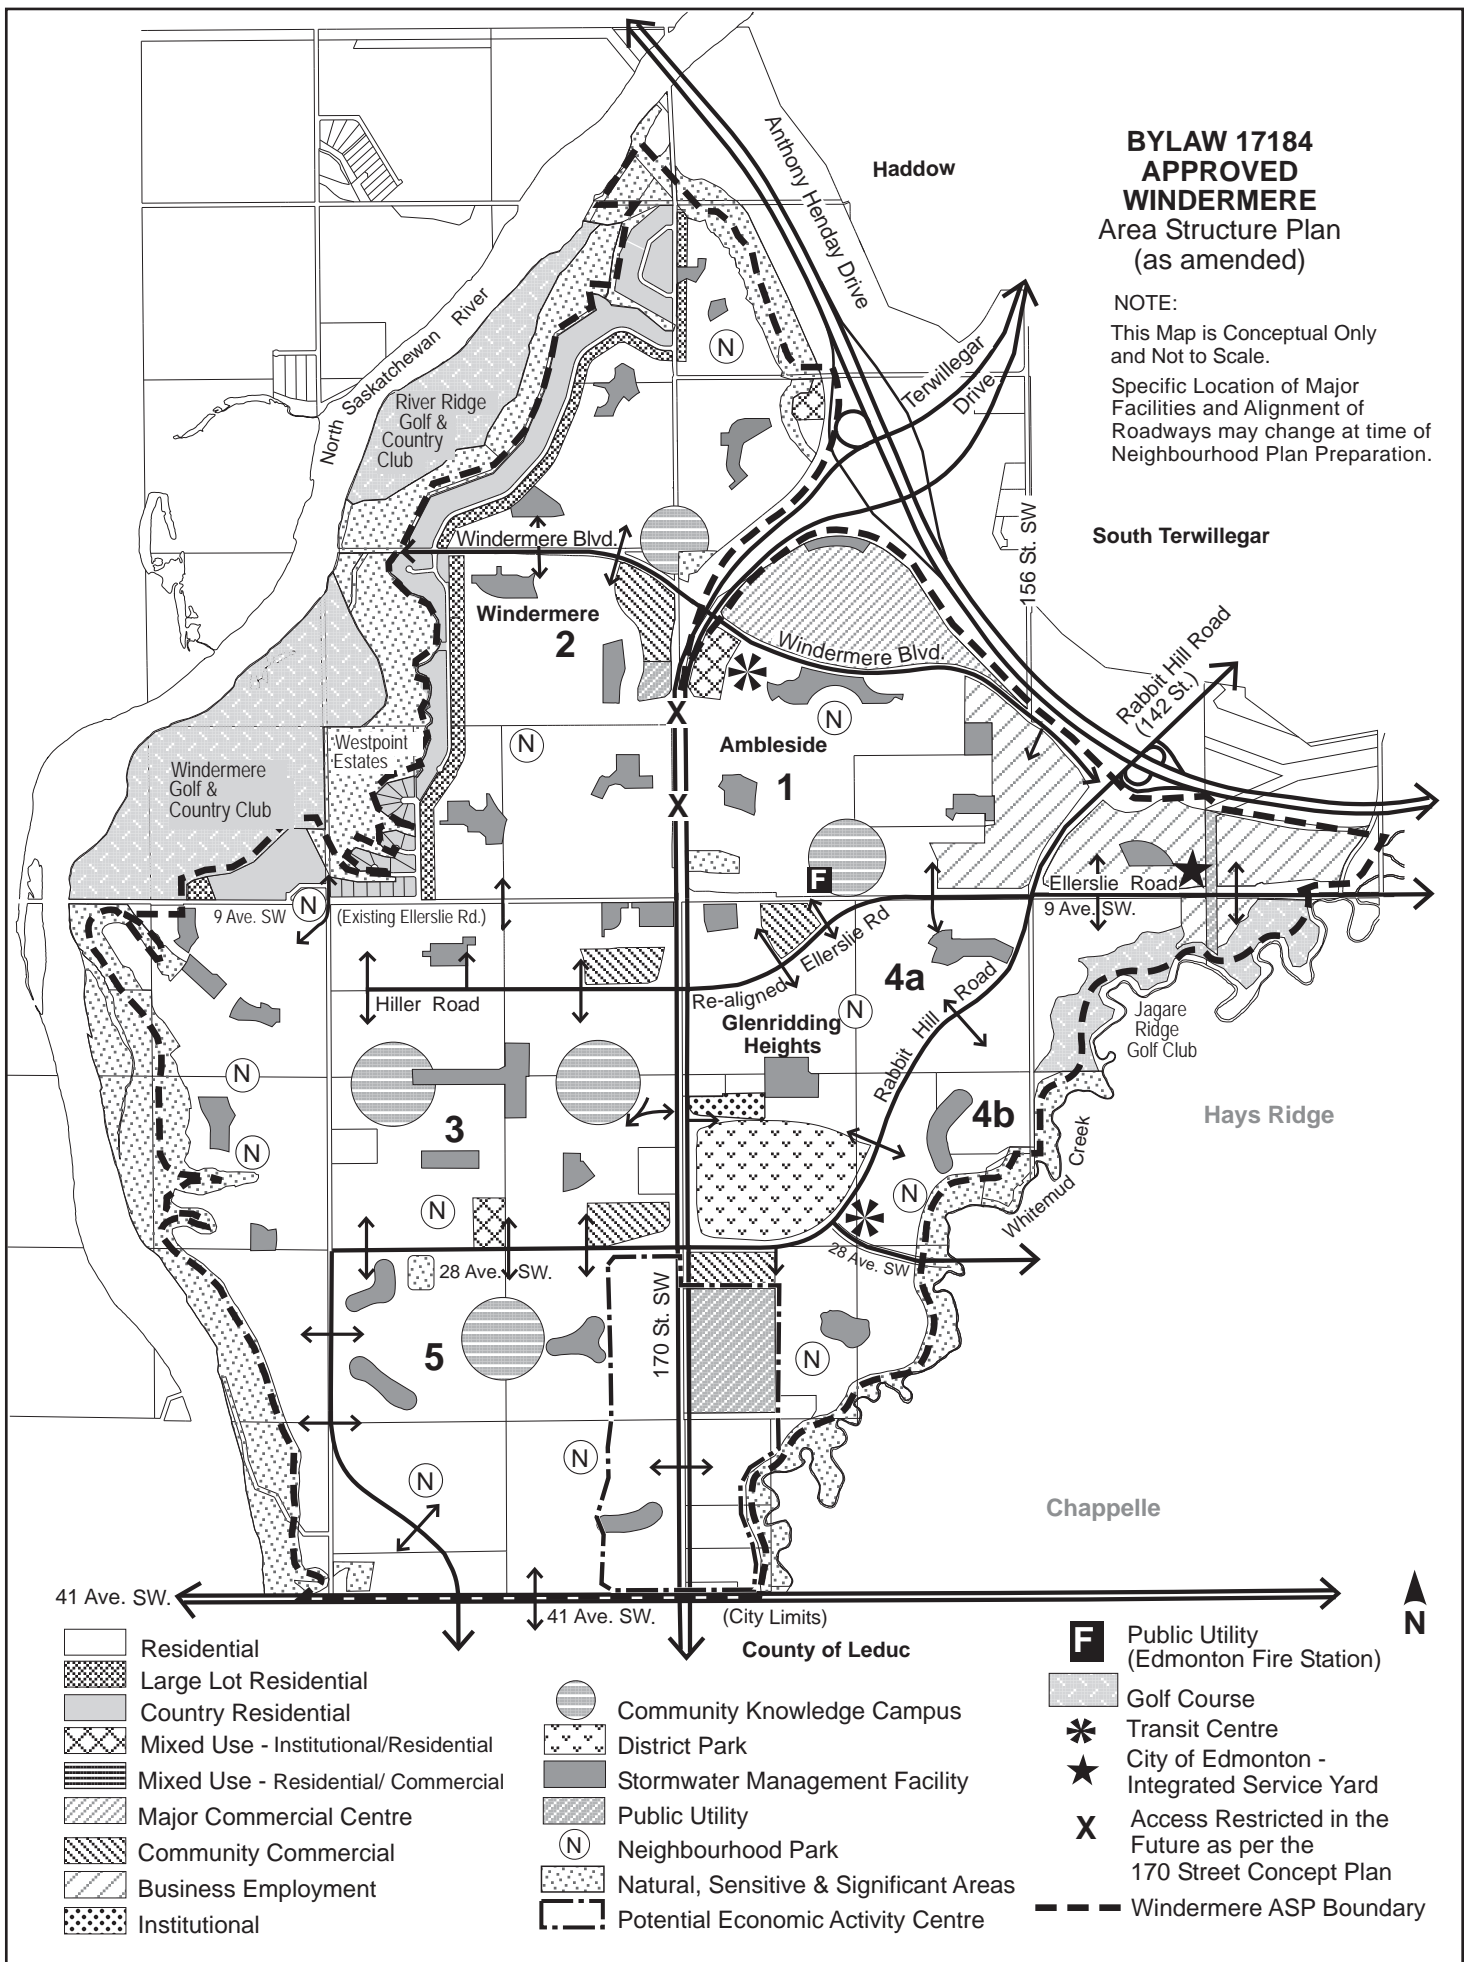 BYLAW 17184
APPROVED
WINDERMERE
Area Structure Plan
(as amended)
NOTE:
This Map is Conceptual Only
and Not to Scale.
Specific Location of Major
Facilities and Alignment of
Roadways may change at time of
Neighbourhood Plan Preparation.
Haddow
Anthony Henday Drive
North Saskatchewan River
N
Terwillegar
Drive
River Ridge
Golf &
Country
Club
156 St. SW
South Terwillegar
Windermere Blvd.
Windermere
2
Windermere Blvd.
Rabbit Hill Road
(142 St.)
X
N
N
Westpoint
Estates
Ambleside
1
Windermere
Golf &
Country Club
X
F
Ellerslie Road
9 Ave. SW.
N
9 Ave. SW
(Existing Ellerslie Rd.)
Re-aligned Ellerslie Rd
4a
Hiller Road
Rabbit Hill Road
Glenridding
Heights
N
Jagare
Ridge
Golf Club
N
3
4b
Hays Ridge
N
Whitemud Creek
N
N
28 Ave. SW
28 Ave. SW.
170 St. SW
5
N
N
N
Chappelle
41 Ave. SW.
41 Ave. SW.
(City Limits)
County of Leduc
N
Residential
Large Lot Residential
Country Residential
Mixed Use - Institutional/Residential
Mixed Use - Residential/ Commercial
Major Commercial Centre
Community Commercial
Business Employment
Institutional
Community Knowledge Campus
District Park
Stormwater Management Facility
Public Utility
N Neighbourhood Park
Natural, Sensitive & Significant Areas
Potential Economic Activity Centre
F Public Utility
(Edmonton Fire Station)
Golf Course
Transit Centre
City of Edmonton -
Integrated Service Yard
X Access Restricted in the
Future as per the
170 Street Concept Plan
Windermere ASP Boundary